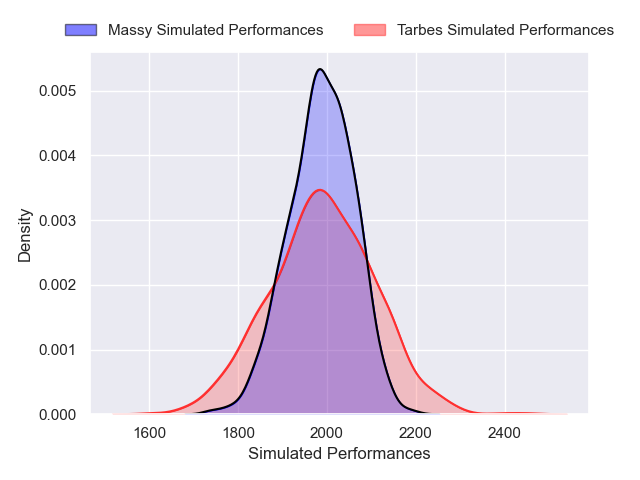 Massy Simulated Performances Tarbes Simulated Performances
0.005
0.004
0.003
0.002
0.001
0.000
Density
1600 1800 2000 2200 2400
Simulated Performances